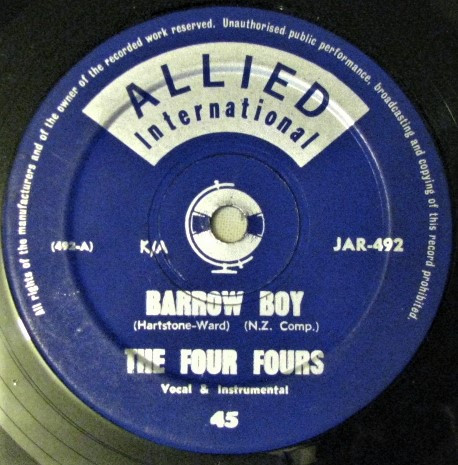 All rights of the manufacturers and of the owner of the recorded work reserved. Unauthorised public performance, broadcasting and copying of this record prohibited.
ALLIED
International
(492-A) K/A JAR-492
BARROW BOY
(Hartstone-Ward) (N.Z. Comp.)
THE FOUR FOURS
Vocal & Instrumental
45